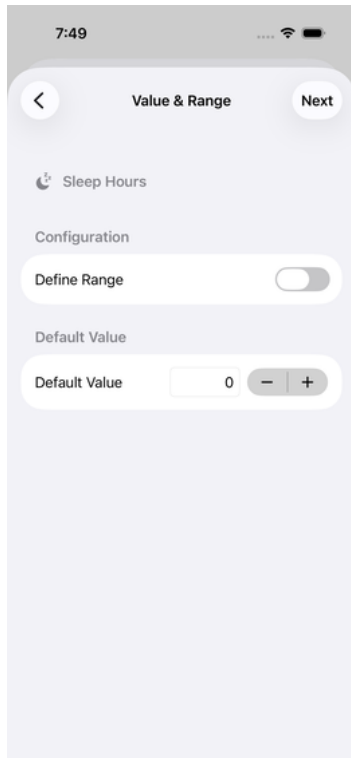 7:49
Value & Range
Next
Sleep Hours
Configuration
Define Range
Default Value
Default Value 0 − +